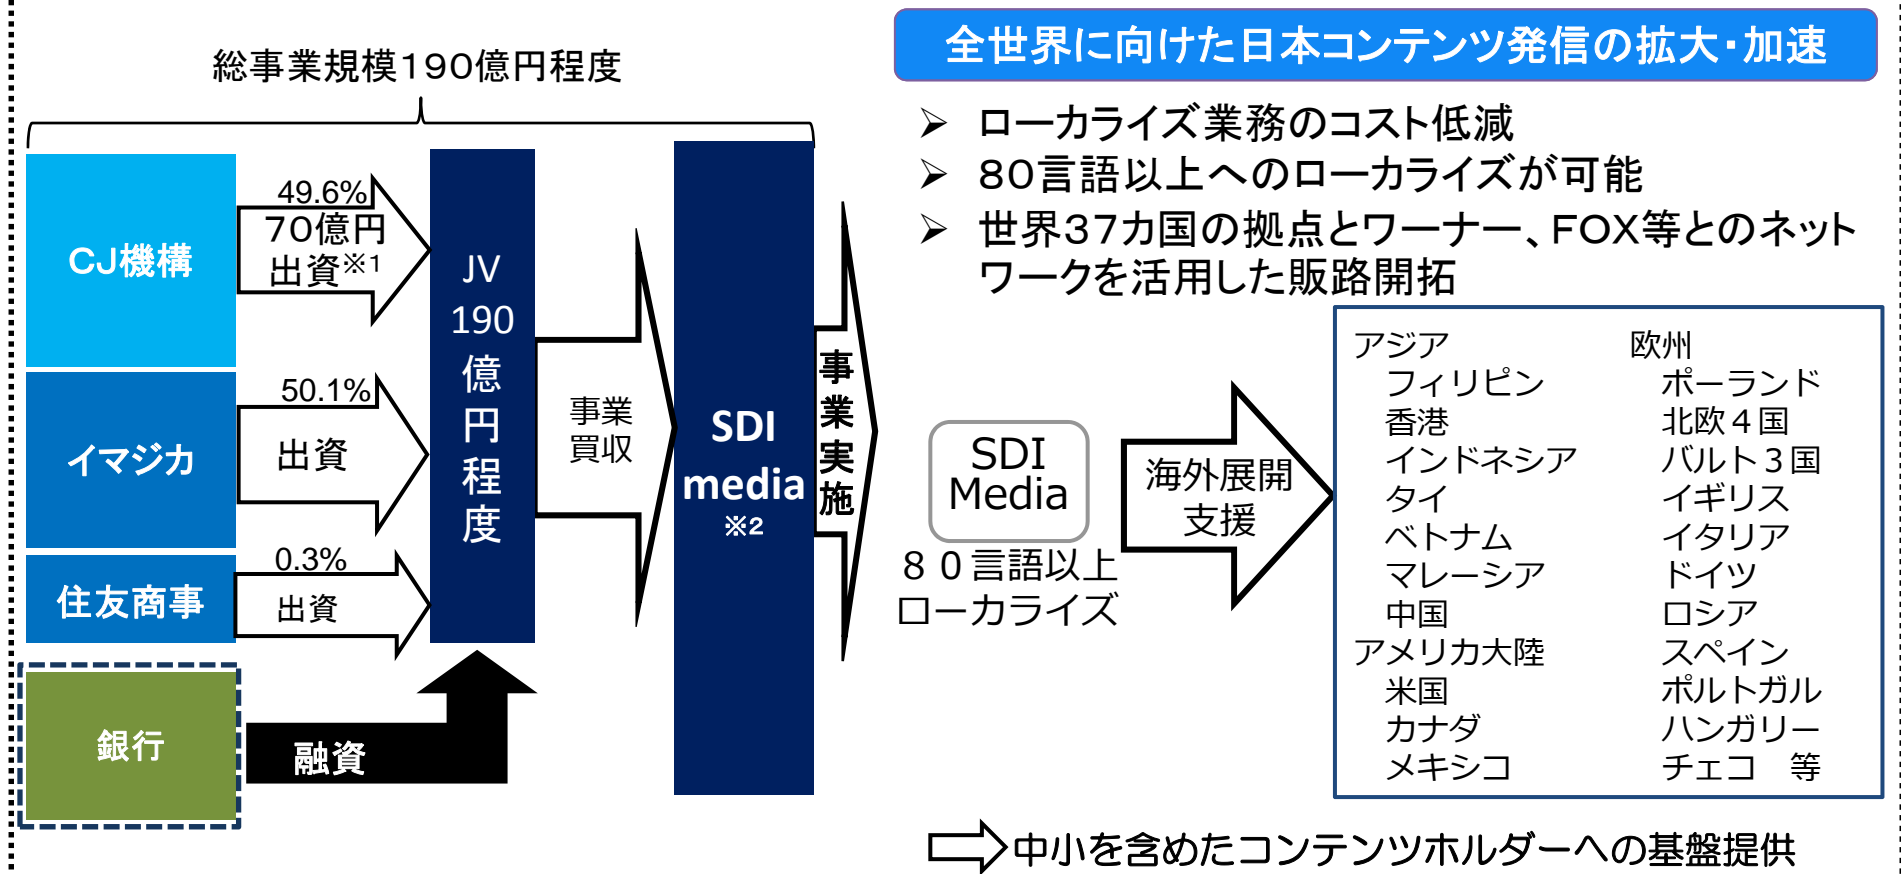 全世界に向けた日本コンテンツ発信の拡大・加速
総事業規模１９０億円程度
➢ ローカライズ業務のコスト低減
➢ ８０言語以上へのローカライズが可能
➢ 世界３７カ国の拠点とワーナー、ＦＯＸ等とのネット
ワークを活用した販路開拓
CJ機構
49.6%
７０億円
出資※1
イマジカ
50.1%
出資
住友商事
0.3%
出資
銀行
融資
JV
190
億
円
程
度
事業
買収
SDI
media
※2
事
業
実
施
SDI
Media
８０言語以上
ローカライズ
海外展開
支援
アジア
フィリピン
香港
インドネシア
タイ
ベトナム
マレーシア
中国
アメリカ大陸
米国
カナダ
メキシコ
欧州
ポーランド
北欧４国
バルト３国
イギリス
イタリア
ドイツ
ロシア
スペイン
ポルトガル
ハンガリー
チェコ　等
中小を含めたコンテンツホルダーへの基盤提供